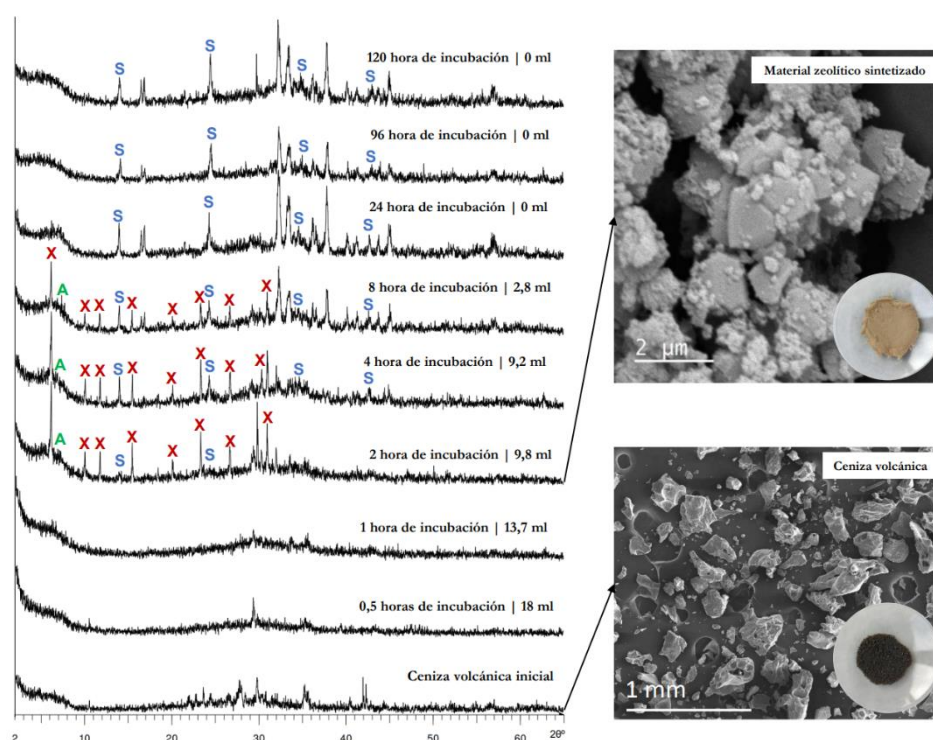 120 hora de incubación | 0 ml
S S S S
96 hora de incubación | 0 ml
S S S S
24 hora de incubación | 0 ml
S S S S
X
A
8 hora de incubación | 2,8 ml
X X S X X X S X X S S
4 hora de incubación | 9,2 ml
A
X X S X X X S X X S S
2 hora de incubación | 9,8 ml
A
X X S X X X S X X
1 hora de incubación | 13,7 ml
0,5 horas de incubación | 18 ml
Ceniza volcánica inicial
2 10 20 30 40 50 60 2θº
Material zeolítico sintetizado
2 µm
Ceniza volcánica
1 mm